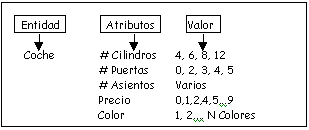 Entidad Atributos Valor
Coche # Cilindros 4, 6, 8, 12
# Puertas 0, 2, 3, 4, 5
# Asientos Varios
Precio 0,1,2,4,5...9
Color 1, 2... N Colores